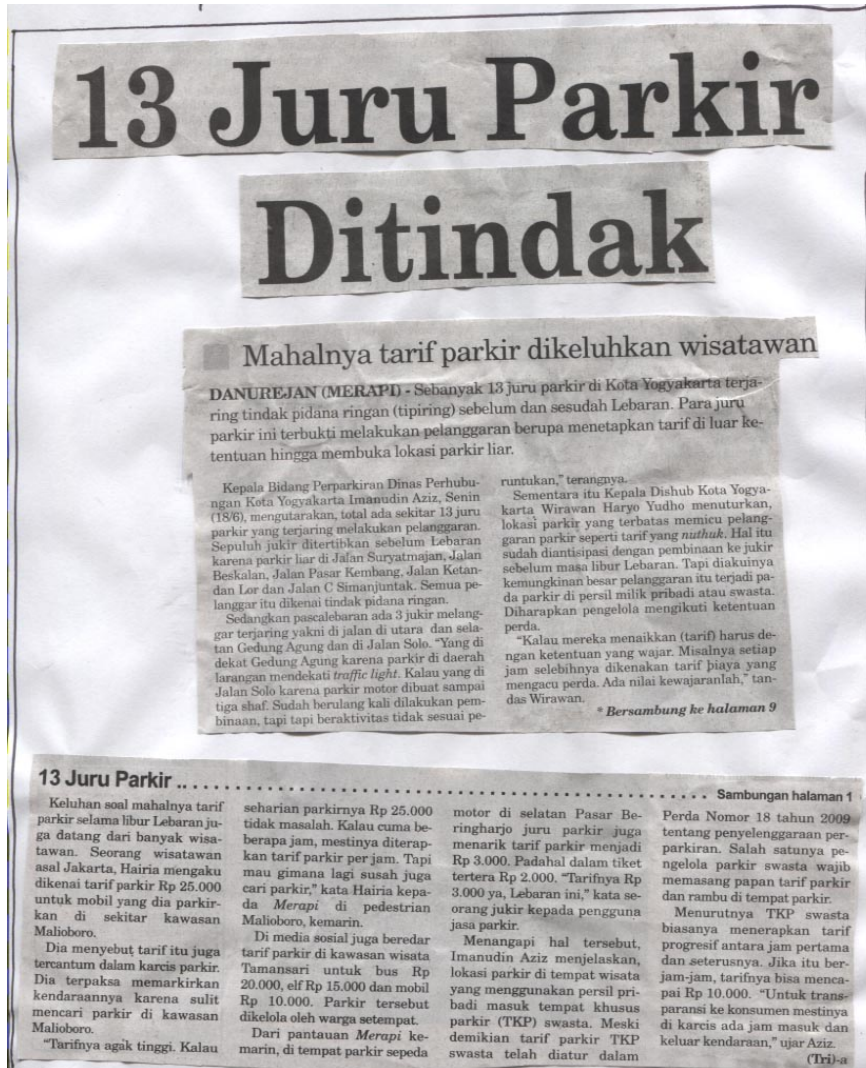 13 Juru Parkir
Ditindak
Mahalnya tarif parkir dikeluhkan wisatawan
DANUREJAN (MERAPI) - Sebanyak 13 juru parkir di Kota Yogyakarta terja-
ring tindak pidana ringan (tipiring) sebelum dan sesudah Lebaran. Para juru
parkir ini terbukti melakukan pelanggaran berupa menetapkan tarif di luar ke-
tentuan hingga membuka lokasi parkir liar.
Kepala Bidang Perparkiran Dinas Perhubu-
ngan Kota Yogyakarta Imanudin Aziz, Senin
(18/6), mengutarakan, total ada sekitar 13 juru
parkir yang terjaring melakukan pelanggaran.
Sepuluh jukir ditertibkan sebelum Lebaran
karena parkir liar di Jalan Suryatmajan, Jalan
Beskalan, Jalan Pasar Kembang, Jalan Ketan-
dan Lor dan Jalan C Simanjuntak. Semua pe-
langgar itu dikenai tindak pidana ringan.
Sedangkan pascalebaran ada 3 jukir melang-
gar terjaring yakni di jalan di utara dan sela-
tan Gedung Agung dan di Jalan Solo. "Yang di
dekat Gedung Agung karena parkir di daerah
larangan mendekati traffic light. Kalau yang di
Jalan Solo karena parkir motor dibuat sampai
tiga shaf. Sudah berulang kali dilakukan pem-
binaan, tapi tapi beraktivitas tidak sesuai pe-
runtukan," terangnya.
Sementara itu Kepala Dishub Kota Yogya-
karta Wirawan Haryo Yudho menuturkan,
lokasi parkir yang terbatas memicu pelang-
garan parkir seperti tarif yang nuthuk. Hal itu
sudah diantisipasi dengan pembinaan ke jukir
sebelum masa libur Lebaran. Tapi diakuinya
kemungkinan besar pelanggaran itu terjadi pa-
da parkir di persil milik pribadi atau swasta.
Diharapkan pengelola mengikuti ketentuan
perda.
"Kalau mereka menaikkan (tarif) harus de-
ngan ketentuan yang wajar. Misalnya setiap
jam selebihnya dikenakan tarif biaya yang
mengacu perda. Ada nilai kewajaranlah," tan-
das Wirawan.
* Bersambung ke halaman 9
13 Juru Parkir .. . . . . . . . . . . . . . . . . . . . . . . . . . . . . . Sambungan halaman 1
Keluhan soal mahalnya tarif
parkir selama libur Lebaran ju-
ga datang dari banyak wisa-
tawan. Seorang wisatawan
asal Jakarta, Hairia mengaku
dikenai tarif parkir Rp 25.000
untuk mobil yang dia parkir-
kan di sekitar kawasan
Malioboro.
Dia menyebut tarif itu juga
tercantum dalam karcis parkir.
Dia terpaksa memarkirkan
kendaraannya karena sulit
mencari parkir di kawasan
Malioboro.
"Tarifnya agak tinggi. Kalau
seharian parkirnya Rp 25.000
tidak masalah. Kalau cuma be-
berapa jam, mestinya diterap-
kan tarif parkir per jam. Tapi
mau gimana lagi susah juga
cari parkir," kata Hairia kepa-
da Merapi di pedestrian
Malioboro, kemarin.
Di media sosial juga beredar
tarif parkir di kawasan wisata
Tamansari untuk bus Rp
20.000, elf Rp 15.000 dan mobil
Rp 10.000. Parkir tersebut
dikelola oleh warga setempat.
Dari pantauan Merapi ke-
marin, di tempat parkir sepeda
motor di selatan Pasar Be-
ringharjo juru parkir juga
menarik tarif parkir menjadi
Rp 3.000. Padahal dalam tiket
tertera Rp 2.000. "Tarifnya Rp
3.000 ya, Lebaran ini," kata se-
orang jukir kepada pengguna
jasa parkir.
Menangapi hal tersebut,
Imanudin Aziz menjelaskan,
lokasi parkir di tempat wisata
yang menggunakan persil pri-
badi masuk tempat khusus
parkir (TKP) swasta. Meski
demikian tarif parkir TKP
swasta telah diatur dalam
Perda Nomor 18 tahun 2009
tentang penyelenggaraan per-
parkiran. Salah satunya pe-
ngelola parkir swasta wajib
memasang papan tarif parkir
dan rambu di tempat parkir.
Menurutnya TKP swasta
biasanya menerapkan tarif
progresif antara jam pertama
dan seterusnya. Jika itu ber-
jam-jam, tarifnya bisa menca-
pai Rp 10.000. "Untuk trans-
paransi ke konsumen mestinya
di karcis ada jam masuk dan
keluar kendaraan," ujar Aziz.
(Tri)-a